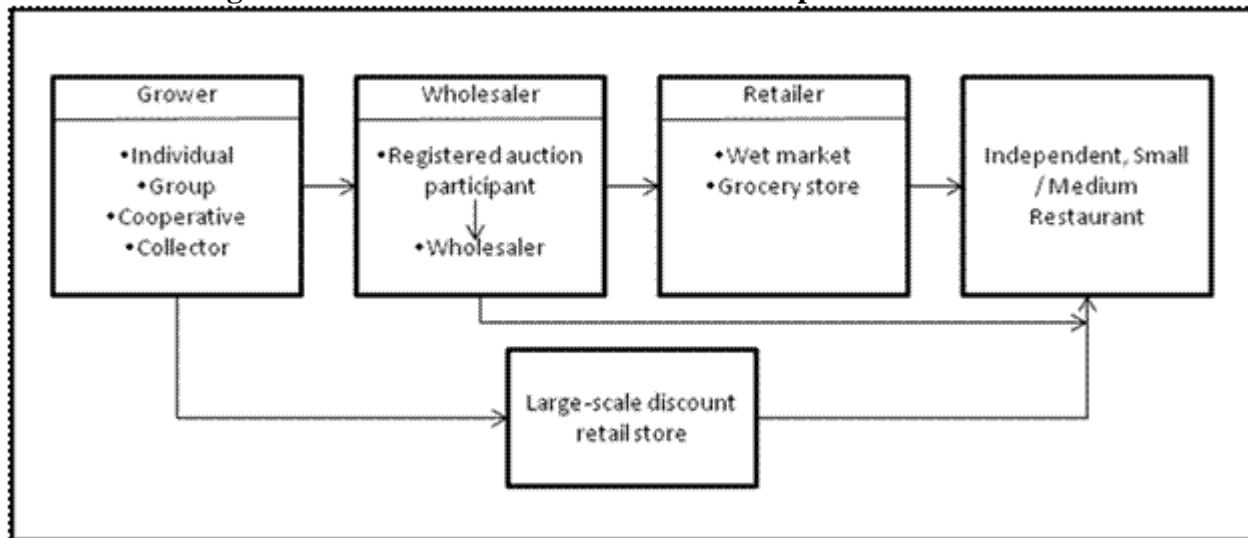 Grower
•Individual
•Group
•Cooperative
•Collector
Wholesaler
•Registered auction
participant
•Wholesaler
Retailer
•Wet market
•Grocery store
Independent, Small
/ Medium
Restaurant
Large-scale discount
retail store